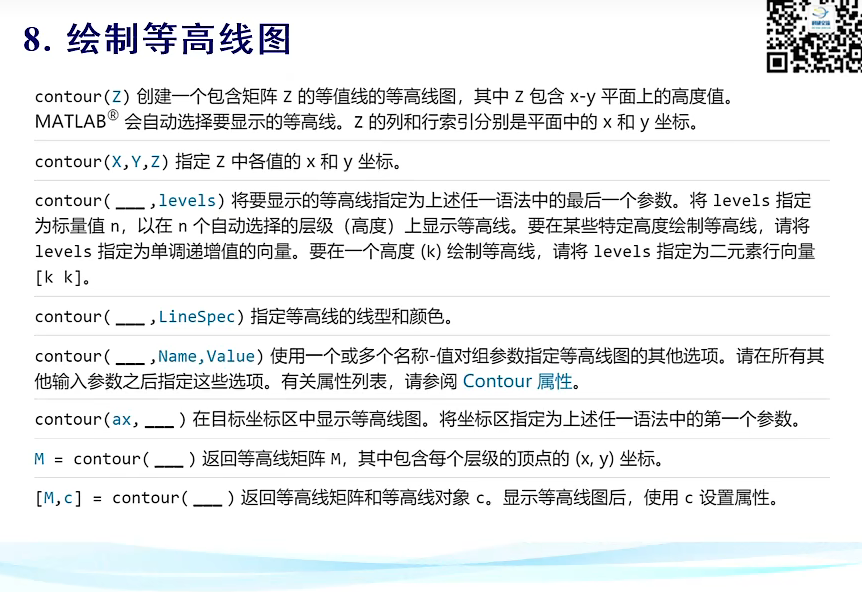 8. 绘制等高线图
contour(Z) 创建一个包含矩阵 Z 的等值线的等高线图，其中 Z 包含 x-y 平面上的高度值。
MATLAB® 会自动选择要显示的等高线。Z 的列和行索引分别是平面中的 x 和 y 坐标。
contour(X,Y,Z) 指定 Z 中各值的 x 和 y 坐标。
contour( ___ ,levels) 将要显示的等高线指定为上述任一语法中的最后一个参数。将 levels 指定
为标量值 n，以在 n 个自动选择的层级（高度）上显示等高线。要在某些特定高度绘制等高线，请将
levels 指定为单调递增值的向量。要在一个高度 (k) 绘制等高线，请将 levels 指定为二元素行向量
[k k]。
contour( ___ ,LineSpec) 指定等高线的线型和颜色。
contour( ___ ,Name,Value) 使用一个或多个名称-值对组参数指定等高线图的其他选项。请在所有其
他输入参数之后指定这些选项。有关属性列表，请参阅 Contour 属性。
contour(ax, ___ ) 在目标坐标区中显示等高线图。将坐标区指定为上述任一语法中的第一个参数。
M = contour( ___ ) 返回等高线矩阵 M，其中包含每个层级的顶点的 (x, y) 坐标。
[M,c] = contour( ___ ) 返回等高线矩阵和等高线对象 c。显示等高线图后，使用 c 设置属性。